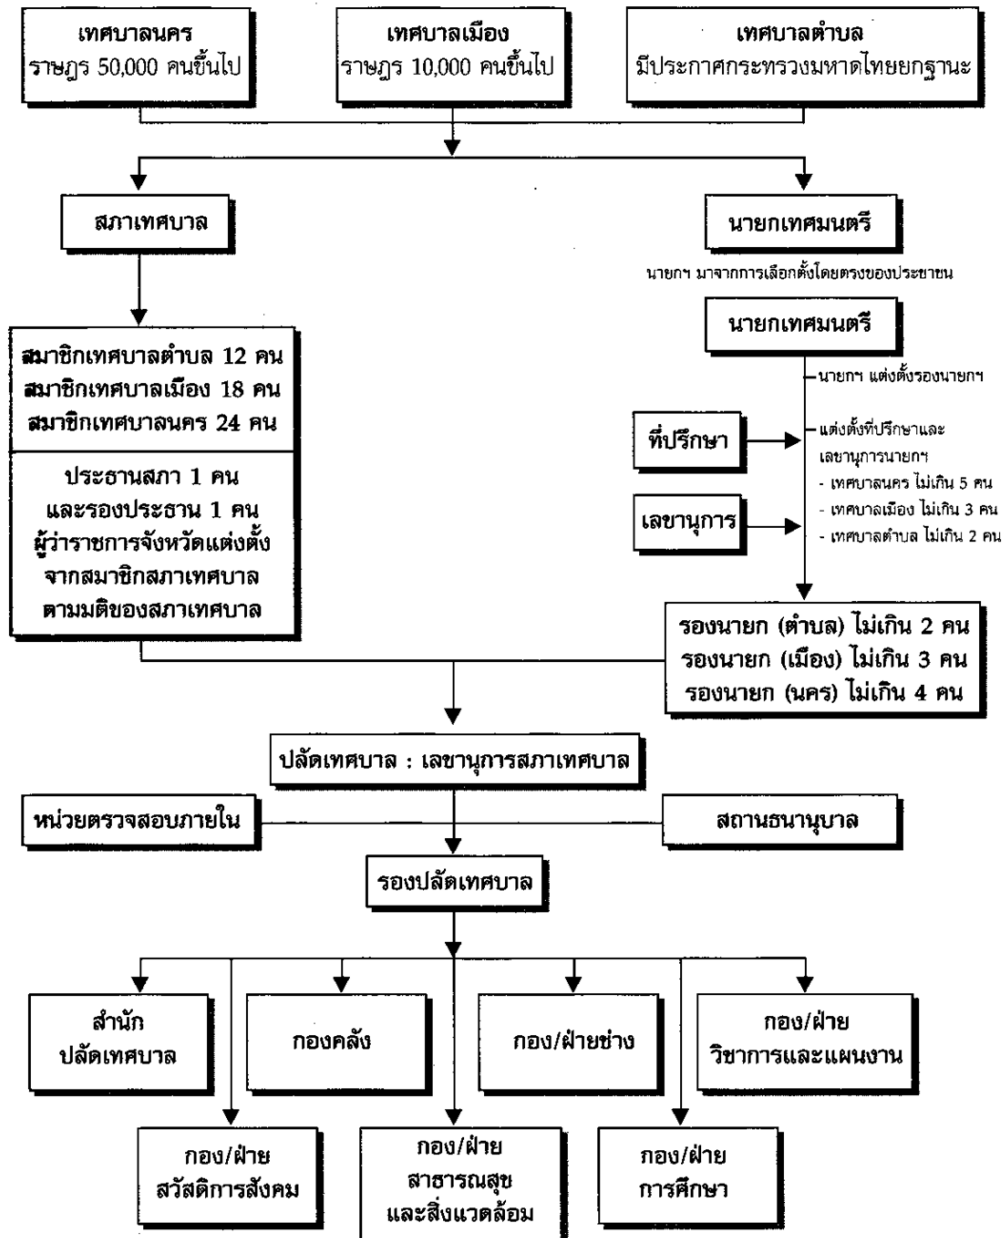 เทศบาลนคร
ราษฎร 50,000 คนขึ้นไป
เทศบาลเมือง
ราษฎร 10,000 คนขึ้นไป
เทศบาลตำบล
มีประกาศกระทรวงมหาดไทยยกฐานะ
สภาเทศบาล
นายกเทศมนตรี
นายกฯ มาจากการเลือกตั้งโดยตรงของประชาชน
นายกเทศมนตรี
สมาชิกเทศบาลตำบล 12 คน
สมาชิกเทศบาลเมือง 18 คน
สมาชิกเทศบาลนคร 24 คน
ประธานสภา 1 คน
และรองประธาน 1 คน
ผู้ว่าราชการจังหวัดแต่งตั้ง
จากสมาชิกสภาเทศบาล
ตามมติของสภาเทศบาล
นายกฯ แต่งตั้งรองนายกฯ
ที่ปรึกษา
เลขานุการ
แต่งตั้งที่ปรึกษาและ
เลขานุการนายกฯ
- เทศบาลนคร ไม่เกิน 5 คน
- เทศบาลเมือง ไม่เกิน 3 คน
- เทศบาลตำบล ไม่เกิน 2 คน
รองนายก (ตำบล) ไม่เกิน 2 คน
รองนายก (เมือง) ไม่เกิน 3 คน
รองนายก (นคร) ไม่เกิน 4 คน
ปลัดเทศบาล : เลขานุการสภาเทศบาล
หน่วยตรวจสอบภายใน
สถานธนานุบาล
รองปลัดเทศบาล
สำนัก
ปลัดเทศบาล
กองคลัง
กอง/ฝ่ายช่าง
กอง/ฝ่าย
วิชาการและแผนงาน
กอง/ฝ่าย
สวัสดิการสังคม
กอง/ฝ่าย
สาธารณสุข
และสิ่งแวดล้อม
กอง/ฝ่าย
การศึกษา